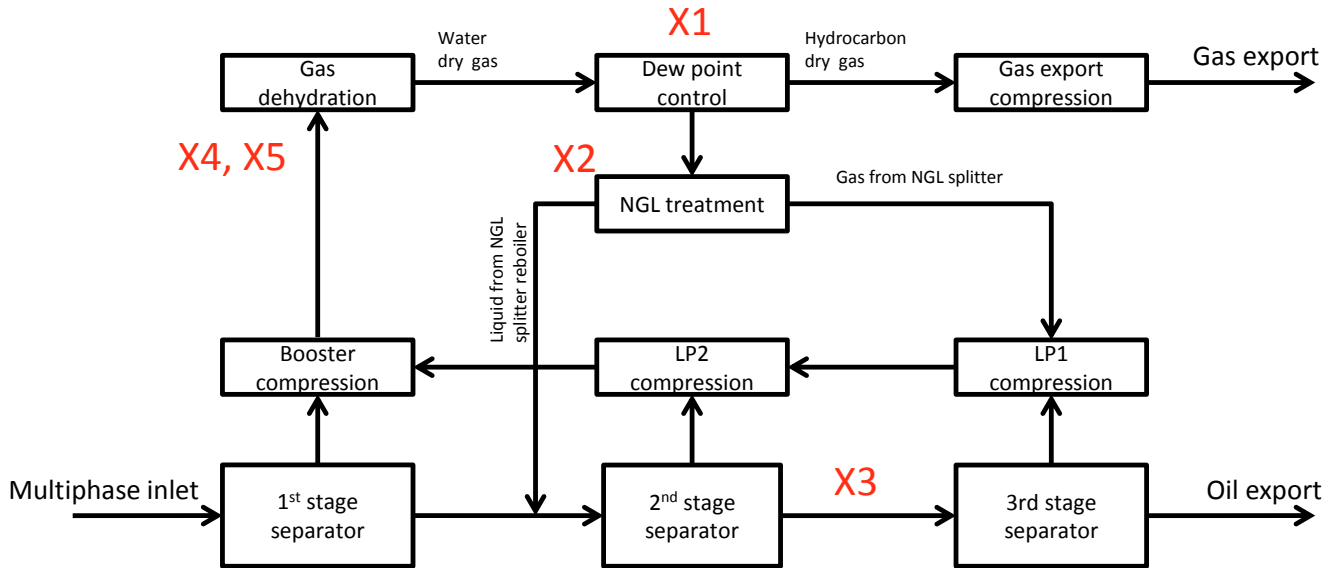 X1
Water
dry gas
Hydrocarbon
dry gas
Gas export
Gas
dehydration
Dew point
control
Gas export
compression
X4, X5
X2
Gas from NGL splitter
NGL treatment
Liquid from NGL
splitter reboiler
Booster
compression
LP2
compression
LP1
compression
Multiphase inlet
X3
Oil export
1st stage
separator
2nd stage
separator
3rd stage
separator